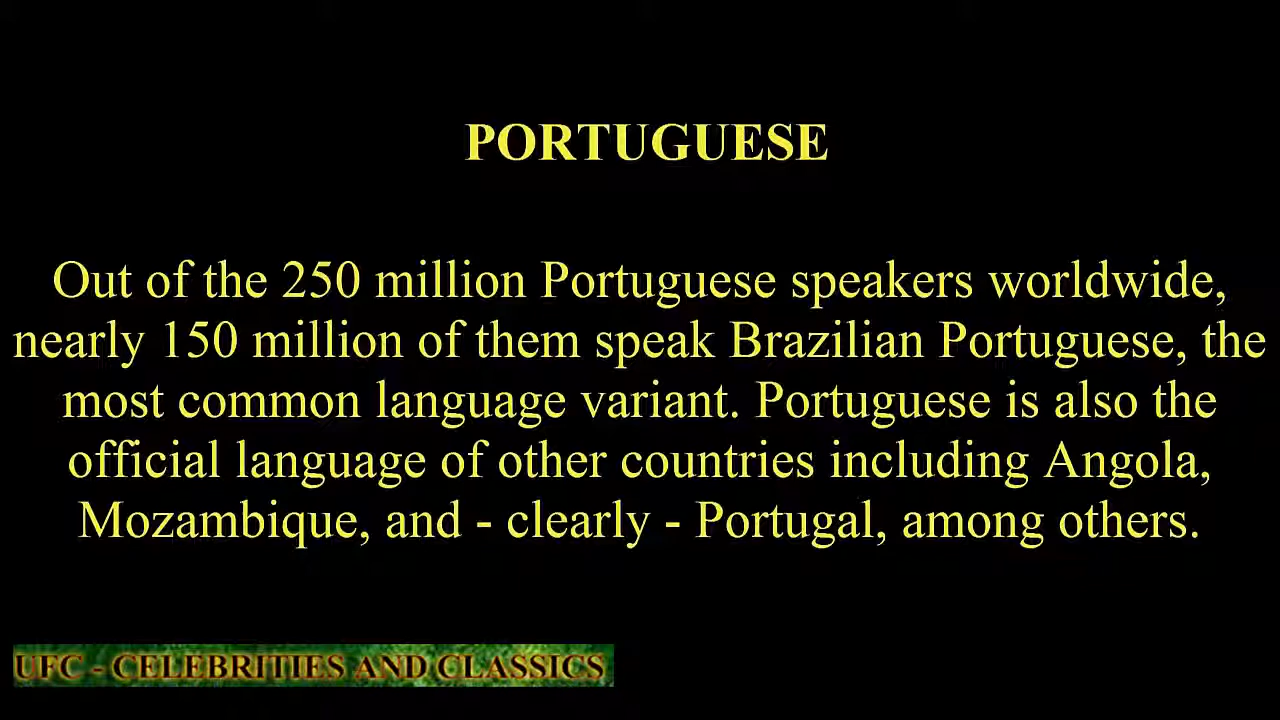 PORTUGUESE
Out of the 250 million Portuguese speakers worldwide,
nearly 150 million of them speak Brazilian Portuguese, the
most common language variant. Portuguese is also the
official language of other countries including Angola,
Mozambique, and - clearly - Portugal, among others.
UFC - CELEBRITIES AND CLASSICS